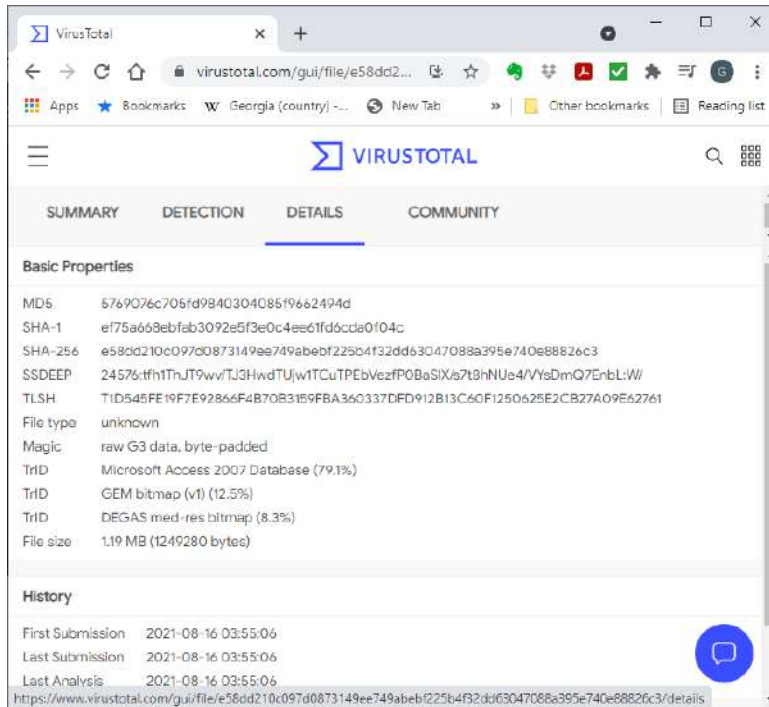 VirusTotal
virustotal.com/gui/file/e58dd2...
G
Apps Bookmarks W Georgia (country) -... New Tab » Other bookmarks Reading list
VIRUSTOTAL
SUMMARY DETECTION DETAILS COMMUNITY
Basic Properties
MD5 5769076c705fd9840304085f9662494d
SHA-1 ef75a668ebfab3092e5f3e0c4ee61fd6cda0f04c
SHA-256 e58dd210c097d0873149ee749abebf225b4f32dd63047088a395e740e88826c3
SSDEEP 24576:tfh1ThJT9wv/TJ3HwdTUjw1TCuTPEbVezfP0BaSIX/s7t8hNUe4/VYsDmQ7EnbL:W/
TLSH T1D545FE19F7E92866F4B70B3159FBA360337DFD912B13C60F1250625E2CB27A09E62761
File type unknown
Magic raw G3 data, byte-padded
TrID Microsoft Access 2007 Database (79.1%)
TrID GEM bitmap (v1) (12.5%)
TrID DEGAS med-res bitmap (8.3%)
File size 1.19 MB (1249280 bytes)
History
First Submission 2021-08-16 03:55:06
Last Submission 2021-08-16 03:55:06
Last Analysis 2021-08-16 03:55:06
https://www.virustotal.com/gui/file/e58dd210c097d0873149ee749abebf225b4f32dd63047088a395e740e88826c3/details